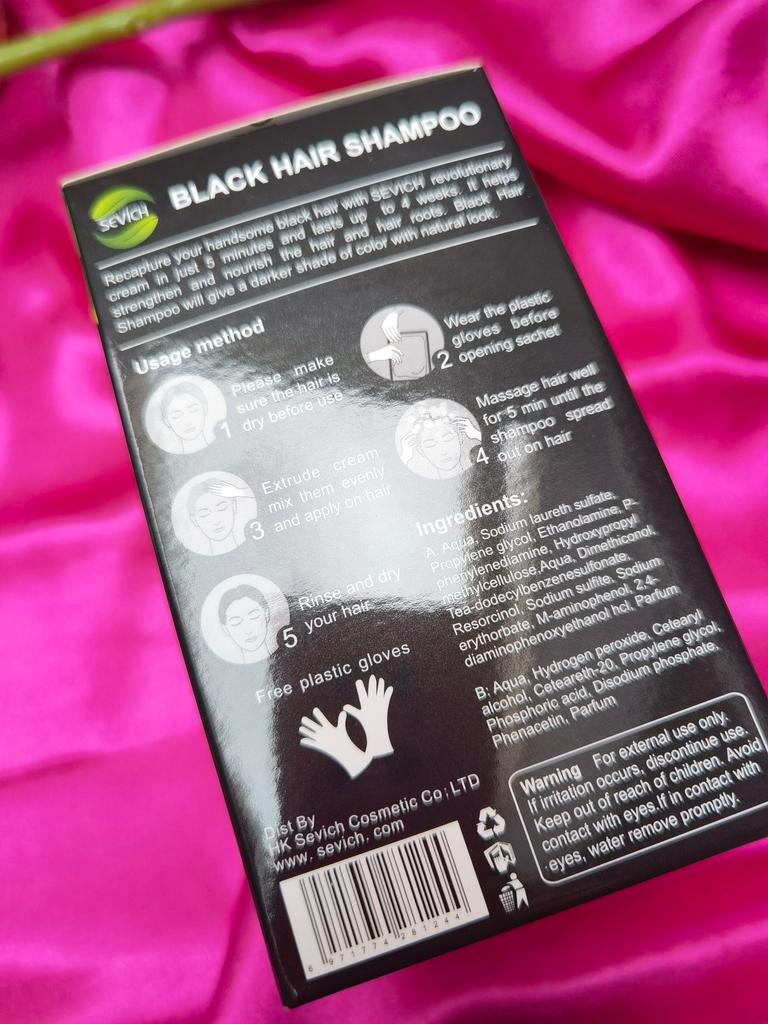 SEVICH
BLACK HAIR SHAMPOO
Recapture your handsome black hair with SEVICH revolutionary
cream in just 5 minutes and lasts up to 4 weeks. It helps
strengthen and nourish the hair and hair roots. Black Hair
Shampoo will give a darker shade of color with natural look.
Usage method
Please make
sure the hair is
1 dry before use
Wear the plastic
gloves before
2 opening sachet
Extrude cream
mix them evenly
3 and apply on hair
Massage hair well
for 5 min until the
shampoo spread
4 out on hair
Rinse and dry
5 your hair
Free plastic gloves
Ingredients:
A: Aqua, Sodium laureth sulfate,
Propylene glycol, Ethanolamine, P-
phenylenediamine, Hydroxypropyl
methylcellulose,Aqua, Dimethiconol,
Tea-dodecylbenzenesulfonate,
Resorcinol, Sodium sulfite, Sodium
erythorbate, M-aminophenol, 2,4-
diaminophenoxyethanol hcl, Parfum
B: Aqua, Hydrogen peroxide, Cetearyl
alcohol, Ceteareth-20, Propylene glycol,
Phosphoric acid, Disodium phosphate,
Phenacetin, Parfum
Warning For external use only.
If irritation occurs, discontinue use.
Keep out of reach of children. Avoid
contact with eyes.If in contact with
eyes, water remove promptly.
Dist By
HK Sevich Cosmetic Co; LTD
www.sevich.com
6 971774 281244